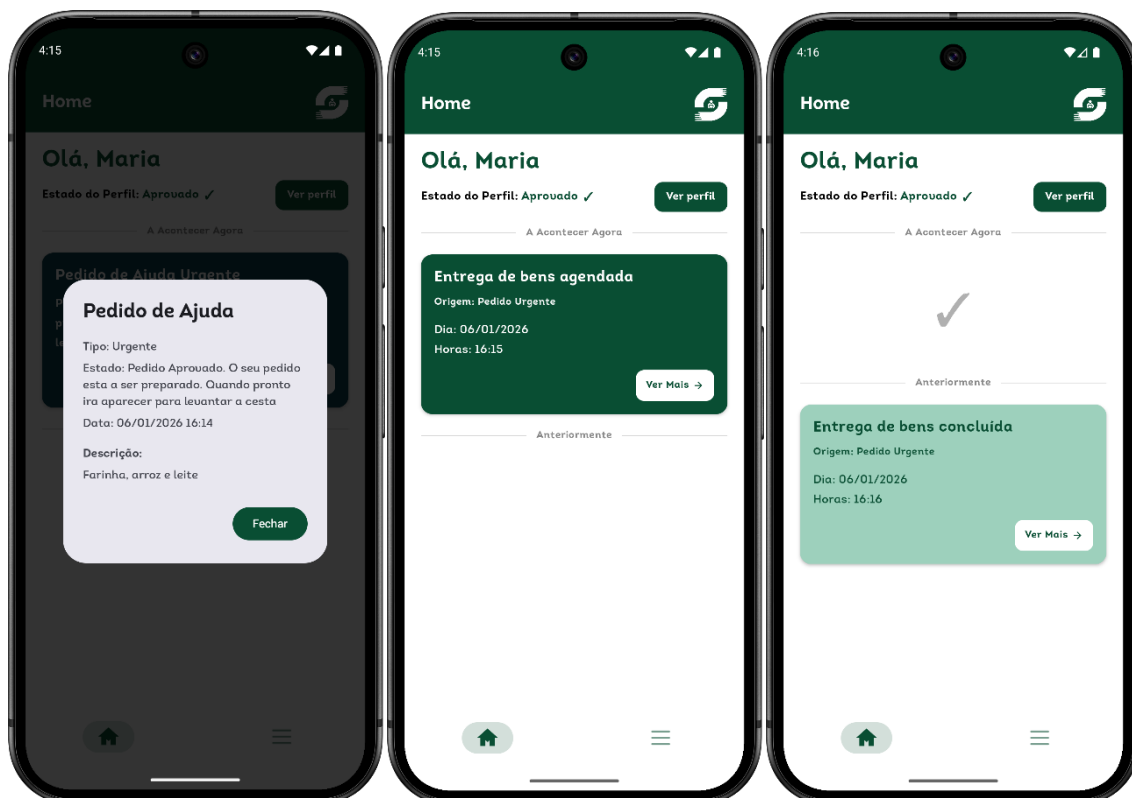 4:15
Home
Olá, Maria
Estado do Perfil: Aprovado ✓
Ver perfil
A Acontecer Agora
Pedido de Ajuda Urgente
Pedido de Ajuda
Tipo: Urgente
Estado: Pedido Aprovado. O seu pedido
esta a ser preparado. Quando pronto
ira aparecer para levantar a cesta
Data: 06/01/2026 16:14
Descrição:
Farinha, arroz e leite
Fechar
4:15
Home
Olá, Maria
Estado do Perfil: Aprovado ✓
Ver perfil
A Acontecer Agora
Entrega de bens agendada
Origem: Pedido Urgente
Dia: 06/01/2026
Horas: 16:15
Ver Mais →
Anteriormente
4:16
Home
Olá, Maria
Estado do Perfil: Aprovado ✓
Ver perfil
A Acontecer Agora
✓
Anteriormente
Entrega de bens concluída
Origem: Pedido Urgente
Dia: 06/01/2026
Horas: 16:16
Ver Mais →